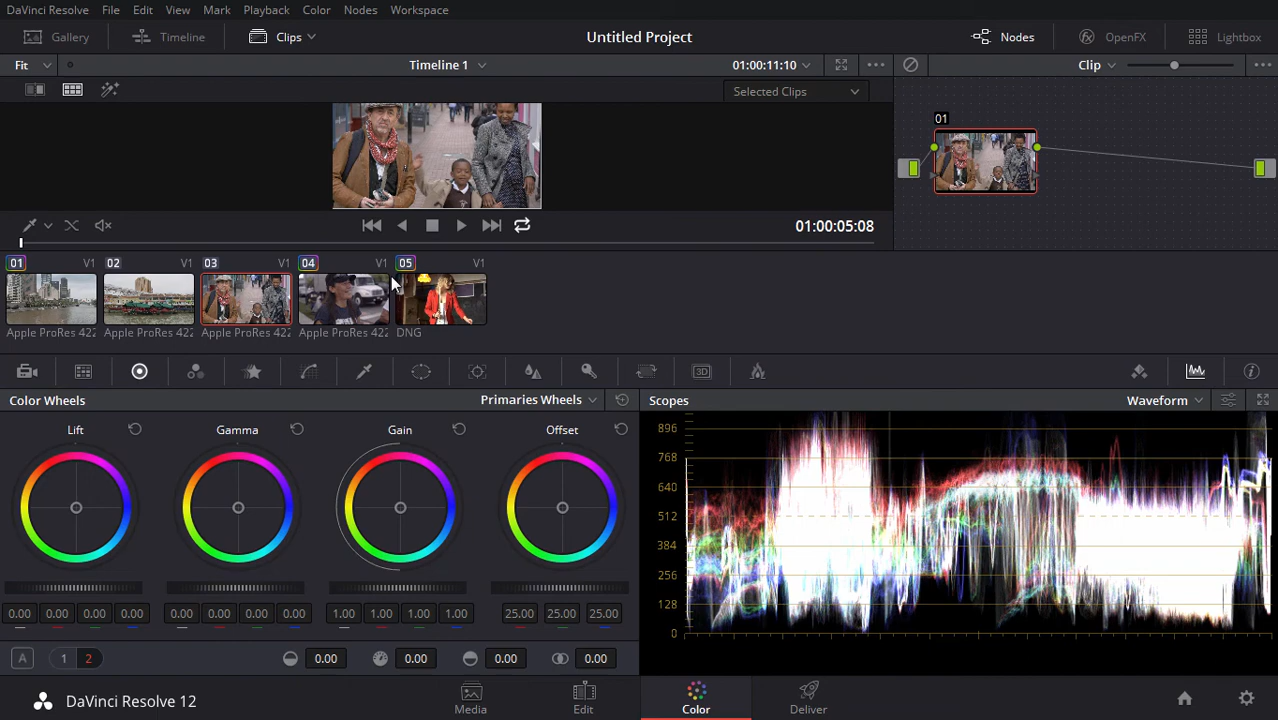 DaVinci Resolve File Edit View Mark Playback Color Nodes Workspace
Gallery Timeline Clips Untitled Project Nodes OpenFX Lightbox
Fit Timeline 1 01:00:11:10 Clip
Selected Clips
01
01:00:05:08
01 V1 02 V1 03 V1 04 V1 05 V1
Apple ProRes 422 Apple ProRes 422 Apple ProRes 422 Apple ProRes 422 DNG
3D
Color Wheels Primaries Wheels Scopes Waveform
Lift Gamma Gain Offset
896
768
640
512
384
256
128
0
0.00 0.00 0.00 0.00 0.00 0.00 0.00 0.00 1.00 1.00 1.00 1.00 25.00 25.00 25.00
A 1 2 0.00 0.00 0.00 0.00
DaVinci Resolve 12 Media Edit Color Deliver